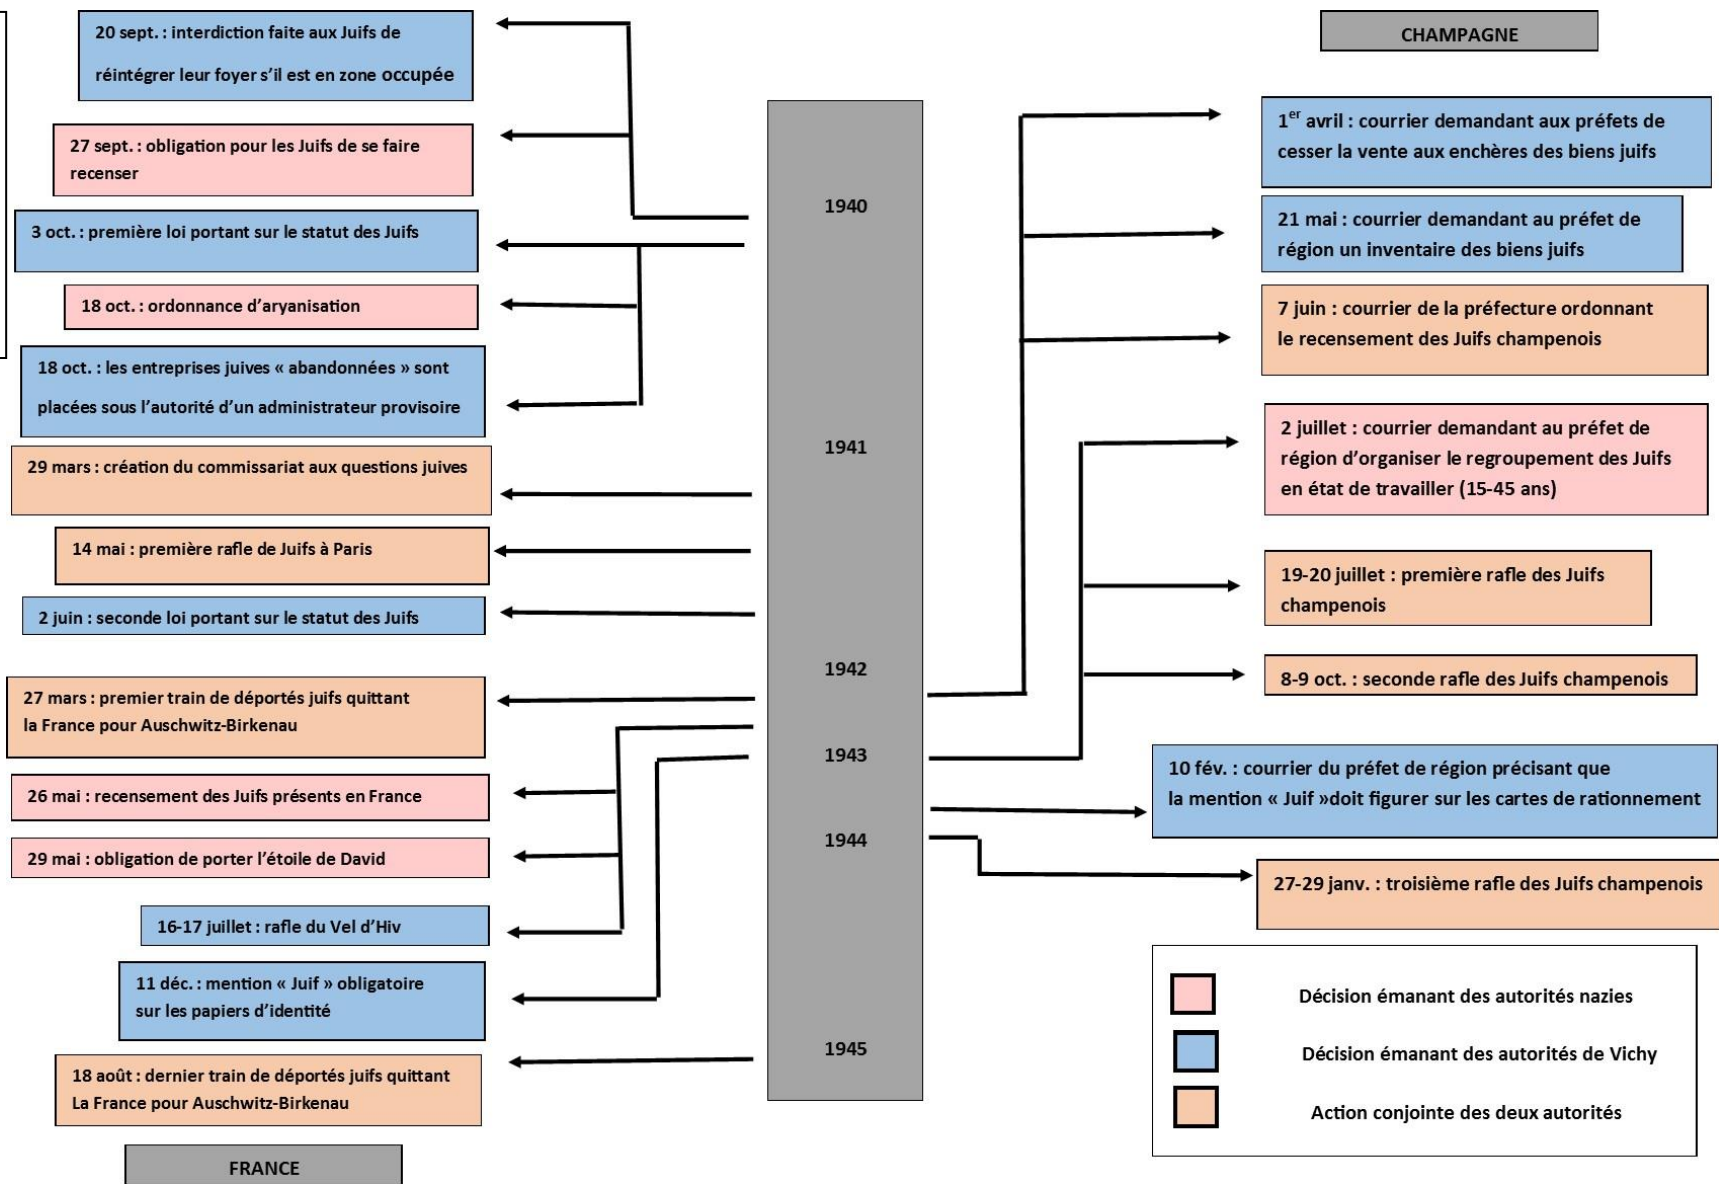 20 sept. : interdiction faite aux Juifs de
réintégrer leur foyer s’il est en zone occupée
27 sept. : obligation pour les Juifs de se faire
recenser
3 oct. : première loi portant sur le statut des Juifs
18 oct. : ordonnance d’aryanisation
18 oct. : les entreprises juives « abandonnées » sont
placées sous l’autorité d’un administrateur provisoire
29 mars : création du commissariat aux questions juives
14 mai : première rafle de Juifs à Paris
2 juin : seconde loi portant sur le statut des Juifs
27 mars : premier train de déportés juifs quittant
la France pour Auschwitz-Birkenau
26 mai : recensement des Juifs présents en France
29 mai : obligation de porter l’étoile de David
16-17 juillet : rafle du Vel d’Hiv
11 déc. : mention « Juif » obligatoire
sur les papiers d’identité
18 août : dernier train de déportés juifs quittant
La France pour Auschwitz-Birkenau
FRANCE
1940
1941
1942
1943
1944
1945
CHAMPAGNE
1er avril : courrier demandant aux préfets de
cesser la vente aux enchères des biens juifs
21 mai : courrier demandant au préfet de
région un inventaire des biens juifs
7 juin : courrier de la préfecture ordonnant
le recensement des Juifs champenois
2 juillet : courrier demandant au préfet de
région d’organiser le regroupement des Juifs
en état de travailler (15-45 ans)
19-20 juillet : première rafle des Juifs
champenois
8-9 oct. : seconde rafle des Juifs champenois
10 fév. : courrier du préfet de région précisant que
la mention « Juif »doit figurer sur les cartes de rationnement
27-29 janv. : troisième rafle des Juifs champenois
Décision émanant des autorités nazies
Décision émanant des autorités de Vichy
Action conjointe des deux autorités